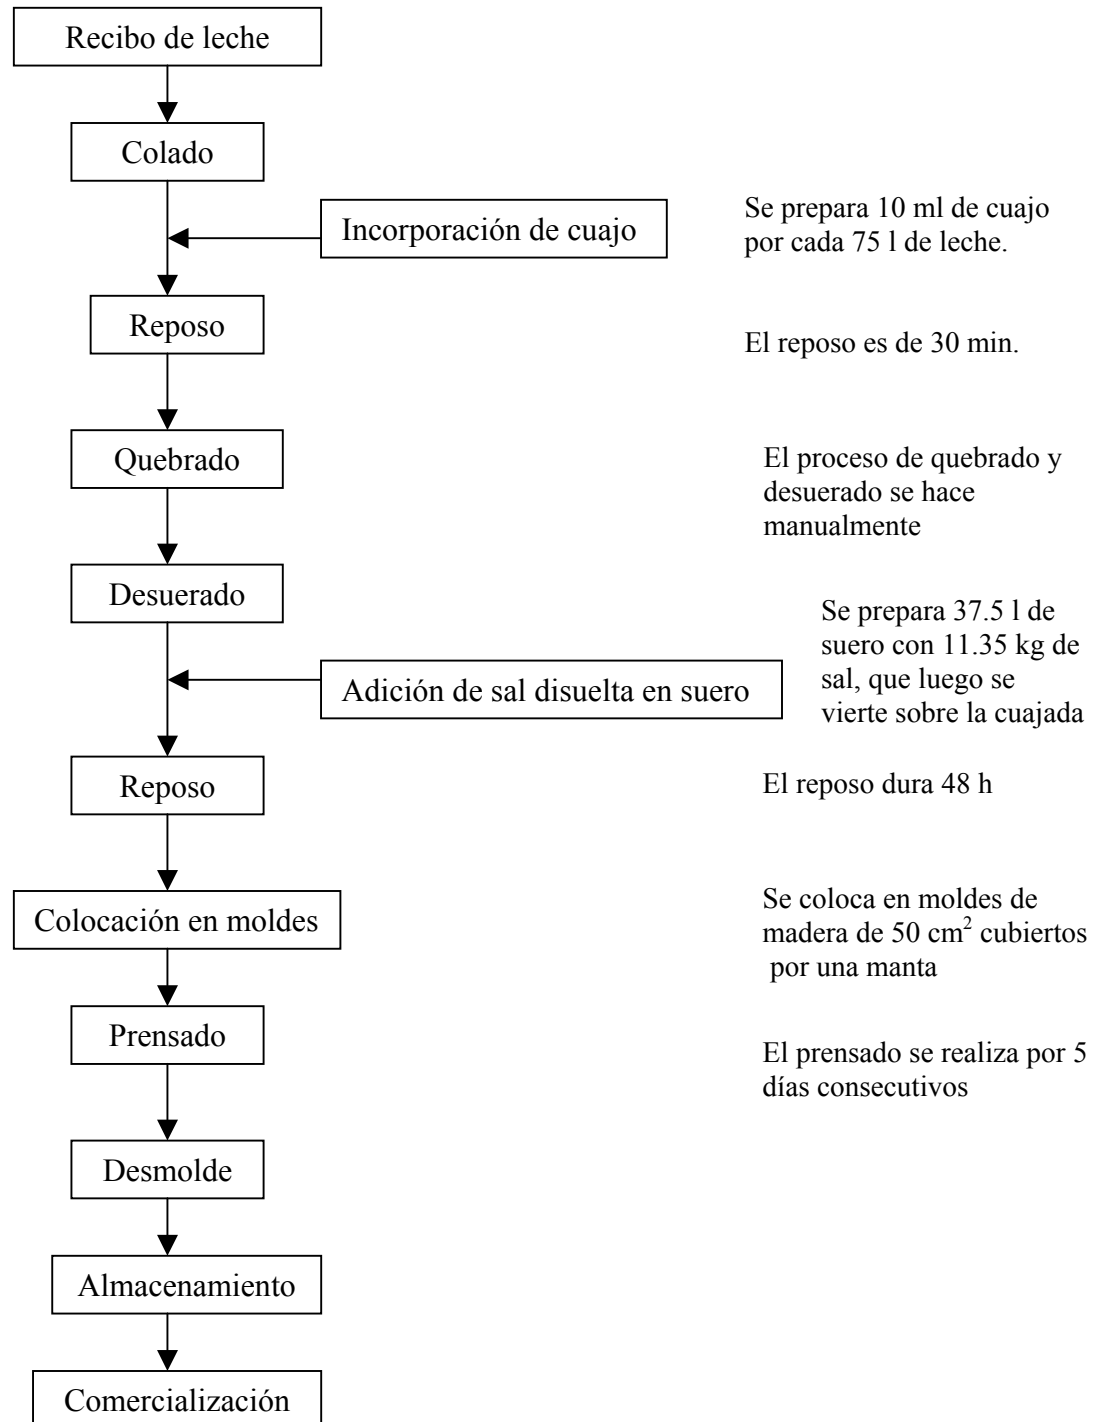 Recibo de leche
Colado
Incorporación de cuajo
Se prepara 10 ml de cuajo
por cada 75 l de leche.
Reposo
El reposo es de 30 min.
Quebrado
El proceso de quebrado y
desuerado se hace
manualmente
Desuerado
Se prepara 37.5 l de
suero con 11.35 kg de
sal, que luego se
vierte sobre la cuajada
Adición de sal disuelta en suero
Reposo
El reposo dura 48 h
Colocación en moldes
Se coloca en moldes de
madera de 50 cm² cubiertos
por una manta
Prensado
El prensado se realiza por 5
días consecutivos
Desmolde
Almacenamiento
Comercialización